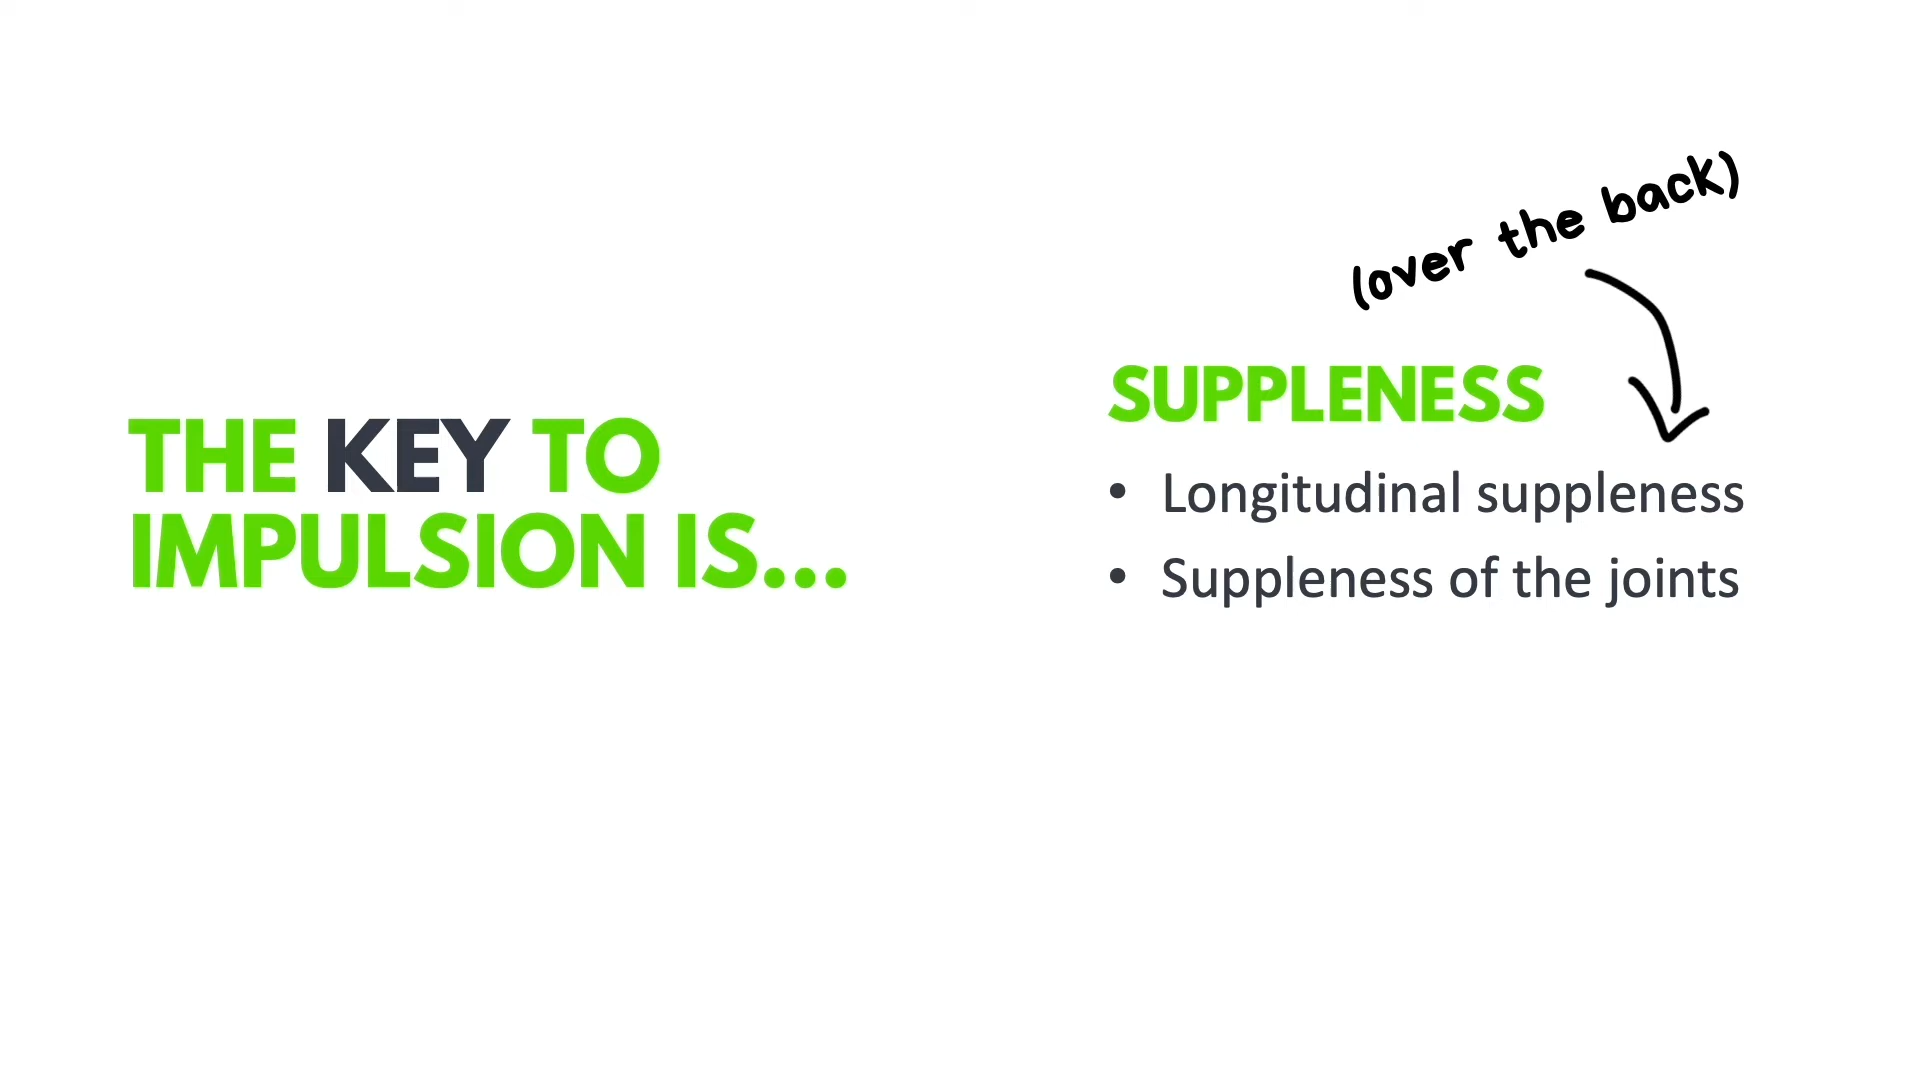 THE KEY TO
IMPULSION IS...
(over the back)
SUPPLENESS
• Longitudinal suppleness
• Suppleness of the joints